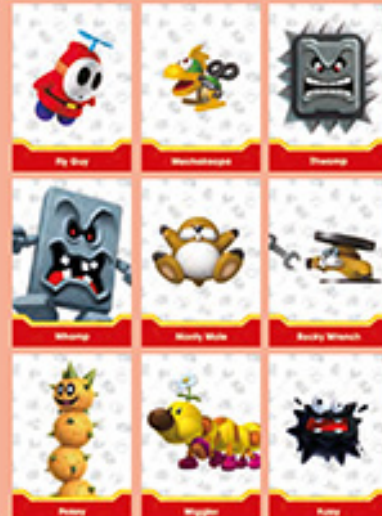 Fly Guy
Mechakoopa
Thwomp
Whomp
Monty Mole
Rocky Wrench
Pokey
Wiggler
Fuzzy